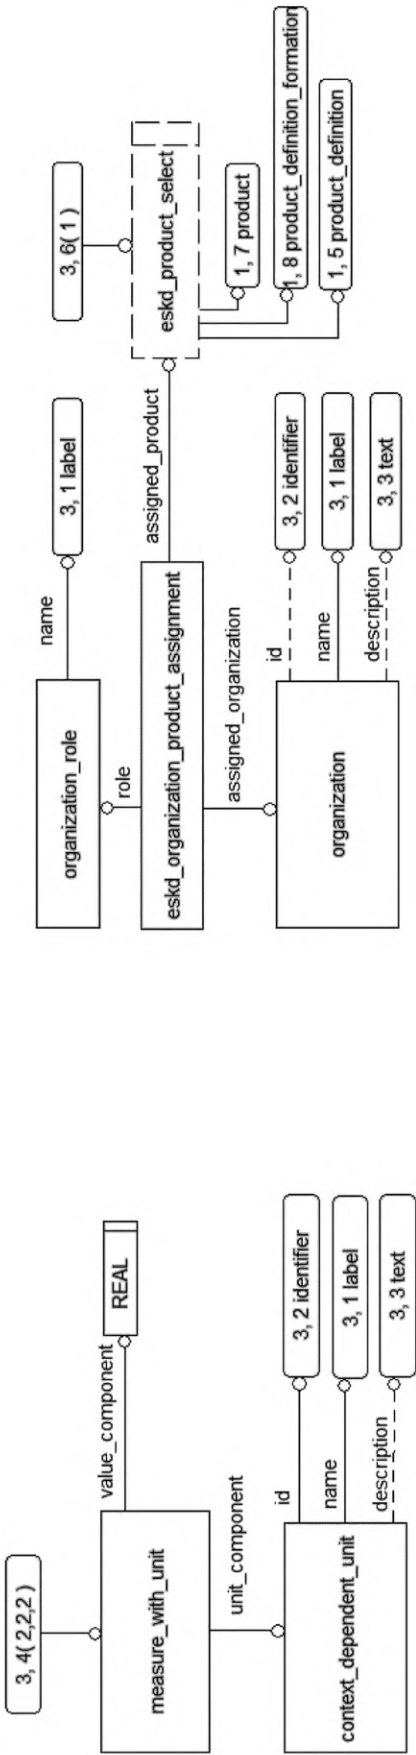 3, 4( 2,2,2 )
measure_with_unit
value_component
REAL
unit_component
context_dependent_unit
id
3, 2 identifier
name
3, 1 label
description
3, 3 text
organization_role
name
3, 1 label
role
eskd_organization_product_assignment
assigned_product
3, 6( 1 )
eskd_product_select
1, 7 product
1, 8 product_definition_formation
1, 5 product_definition
assigned_organization
organization
id
3, 2 identifier
name
3, 1 label
description
3, 3 text